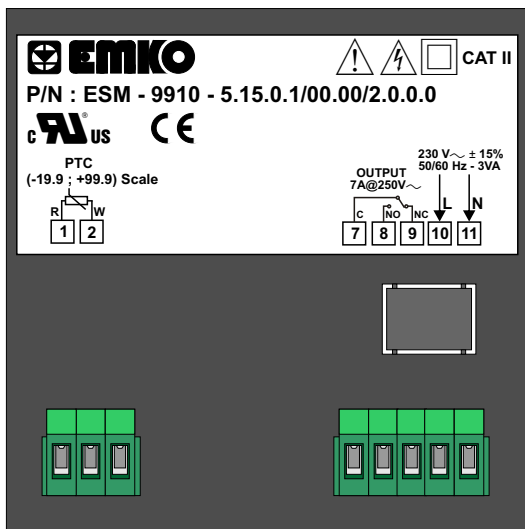 EMKO
CAT II
P/N : ESM - 9910 - 5.15.0.1/00.00/2.0.0.0
c RU ® US CE
PTC
(-19.9 ; +99.9) Scale
R W
1 2
OUTPUT
7A@250V～
230 V～ ± 15%
50/60 Hz - 3VA
C NO NC L N
7 8 9 10 11